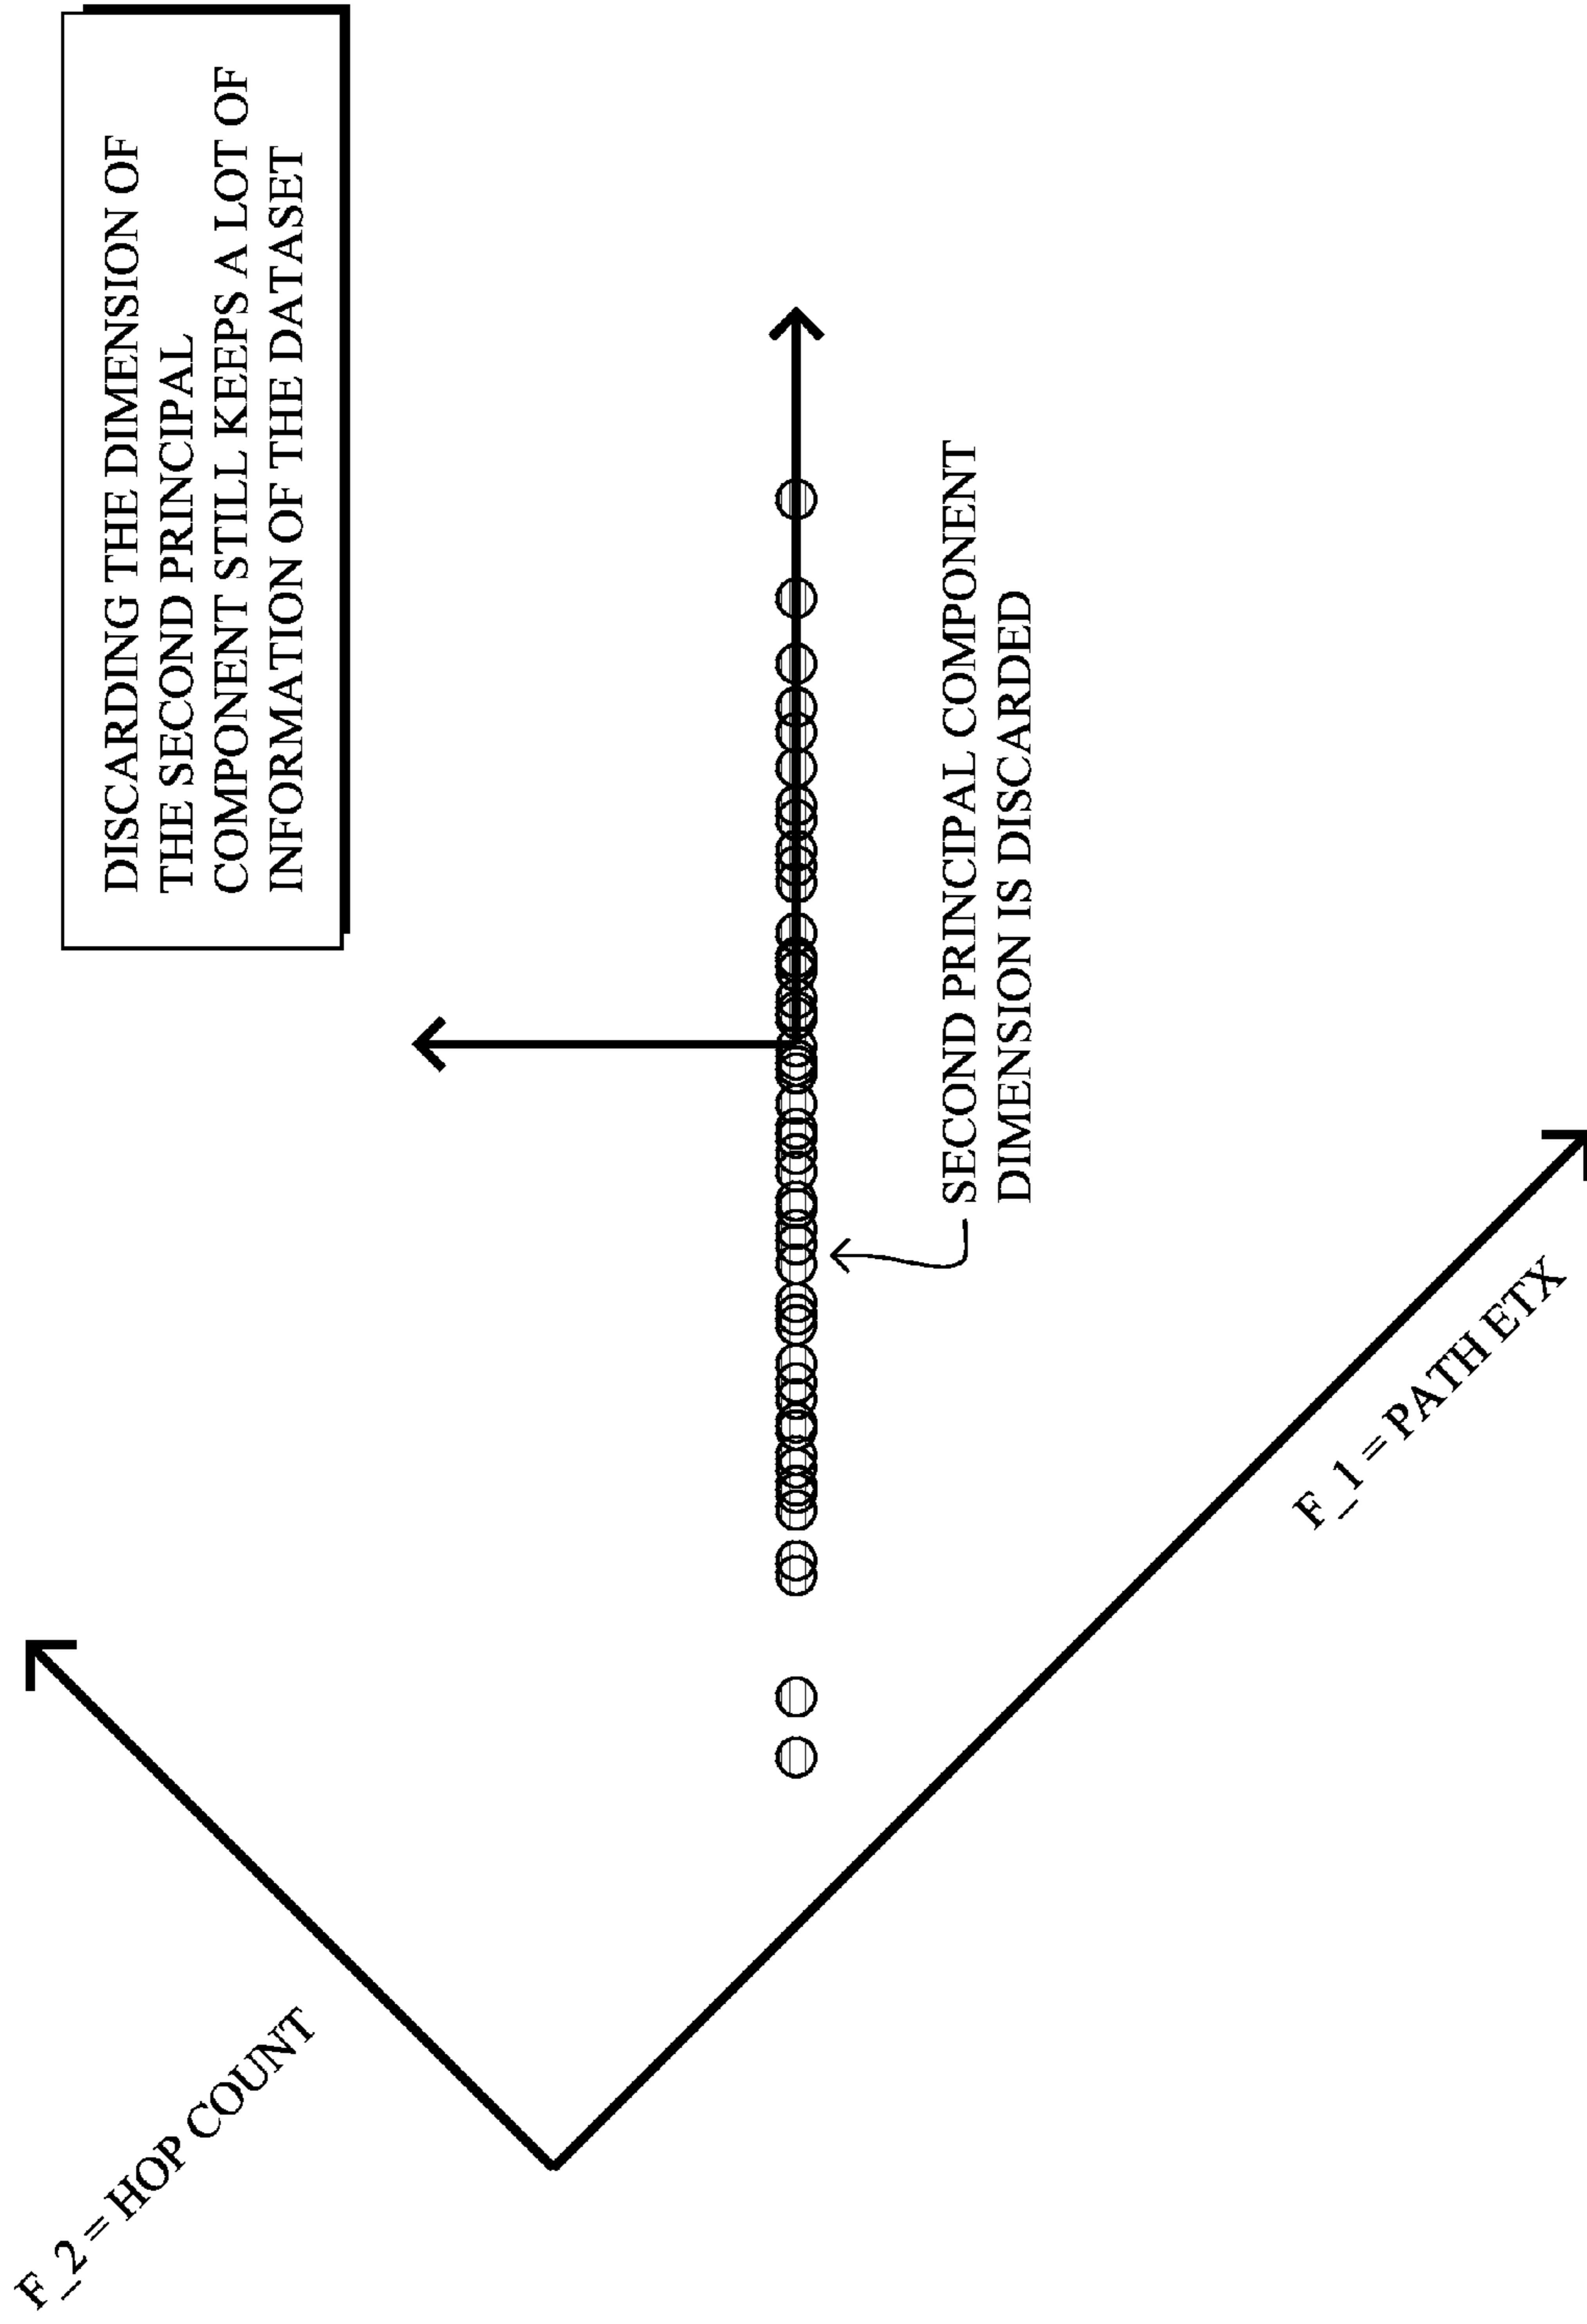 DISCARDING THE DIMENSION OF
THE SECOND PRINCIPAL
COMPONENT STILL KEEPS A LOT OF
INFORMATION OF THE DATASET
SECOND PRINCIPAL COMPONENT
DIMENSION IS DISCARDED
F_2 = HOP COUNT
F_1 = PATH ETX